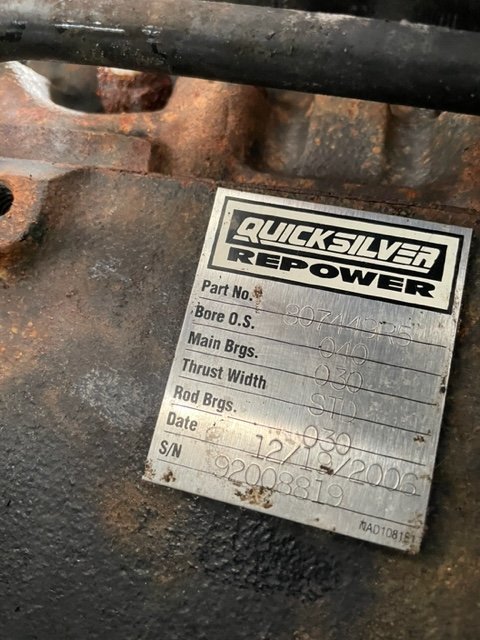 QUICKSILVER
REPOWER
Part No. 807449R5
Bore O.S. 040
Main Brgs. 030
Thrust Width STD
Rod Brgs. 030
Date 12/18/2006
S/N 92008819